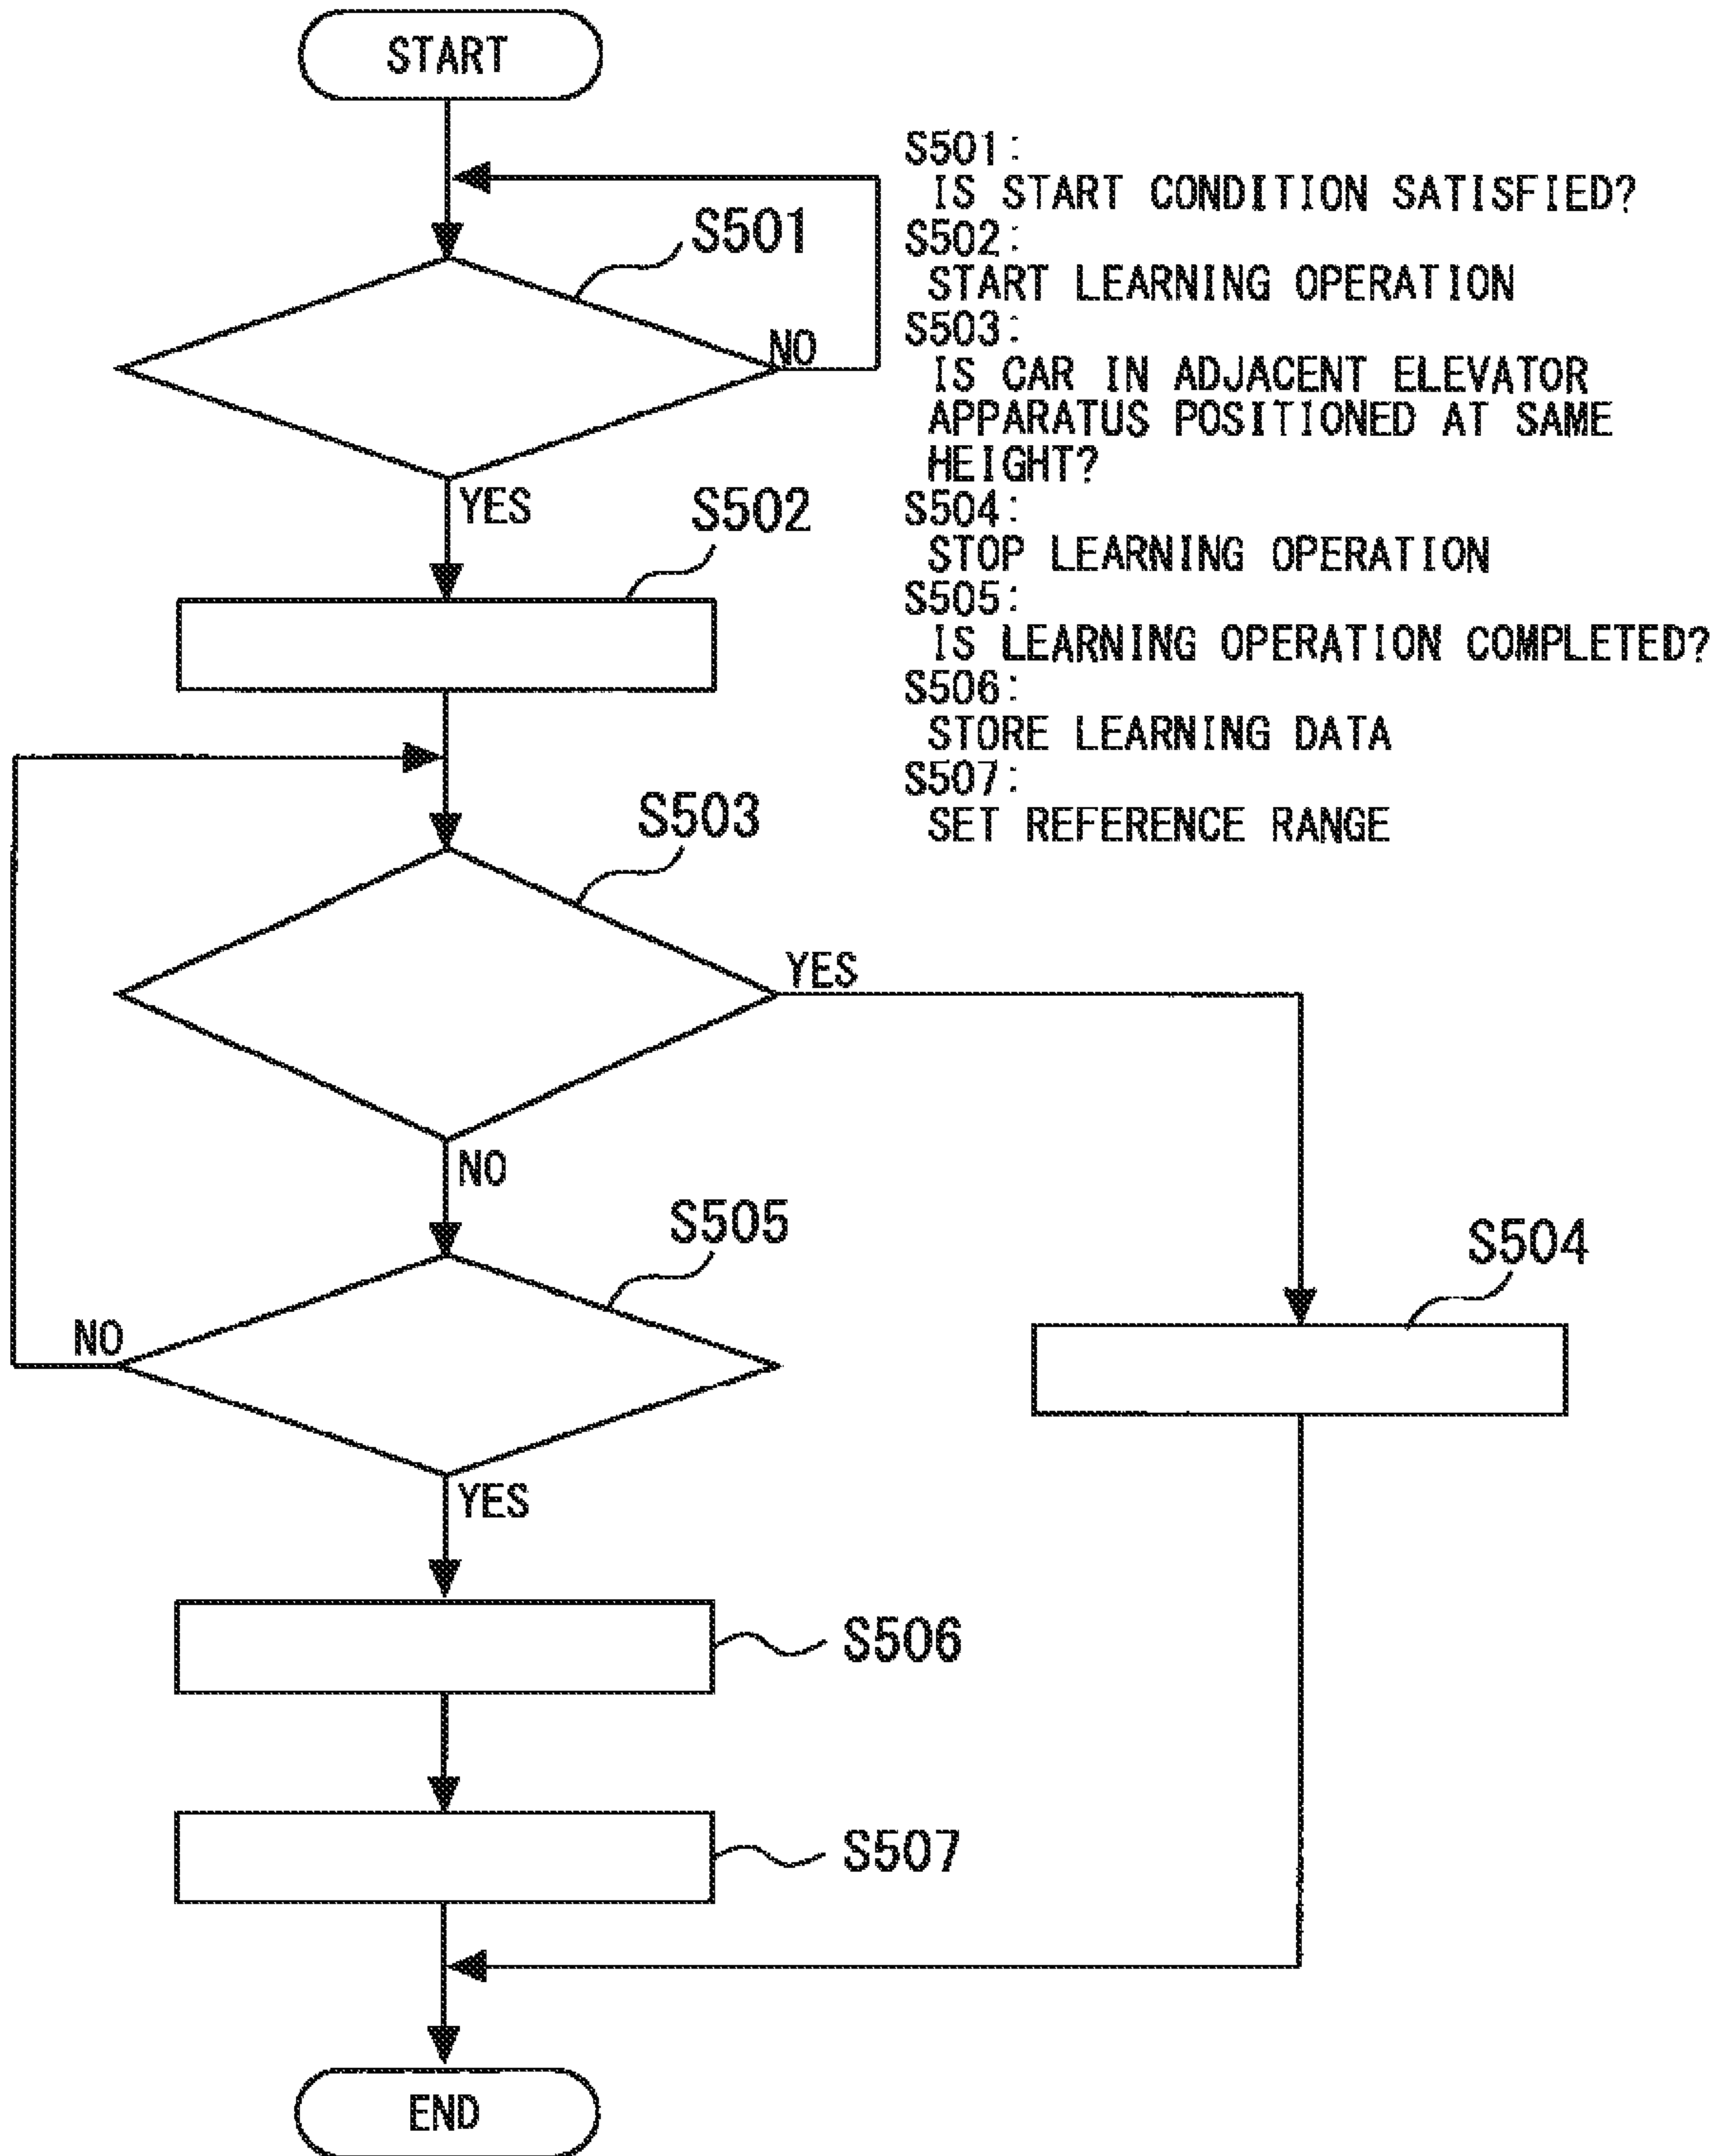 START
S501:
IS START CONDITION SATISFIED?
S502:
START LEARNING OPERATION
S503:
IS CAR IN ADJACENT ELEVATOR
APPARATUS POSITIONED AT SAME
HEIGHT?
S504:
STOP LEARNING OPERATION
S505:
IS LEARNING OPERATION COMPLETED?
S506:
STORE LEARNING DATA
S507:
SET REFERENCE RANGE
S501
NO
YES
S502
S503
YES
NO
S505
S504
NO
YES
S506
S507
END